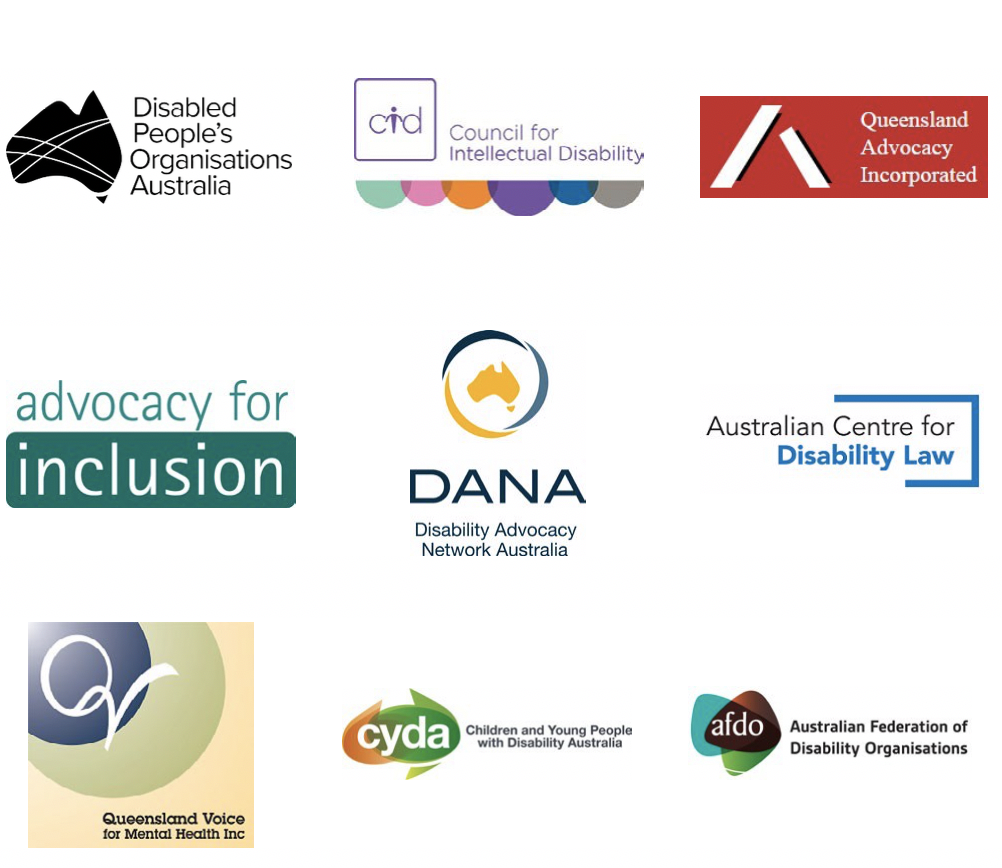 Disabled
People's
Organisations
Australia
cid
Council for
Intellectual Disability
Queensland
Advocacy
Incorporated
advocacy for
inclusion
DANA
Disability Advocacy
Network Australia
Australian Centre for
Disability Law
QV
Queensland Voice
for Mental Health Inc
cyda
Children and Young People
with Disability Australia
afdo
Australian Federation of
Disability Organisations